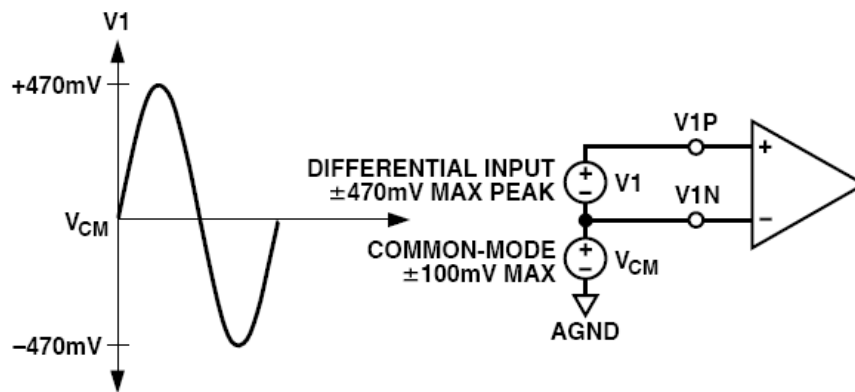 V1
+470mV
VCM
−470mV
DIFFERENTIAL INPUT
±470mV MAX PEAK
COMMON-MODE
±100mV MAX
V1P
+
+
−
V1
V1N
−
+
−
VCM
AGND